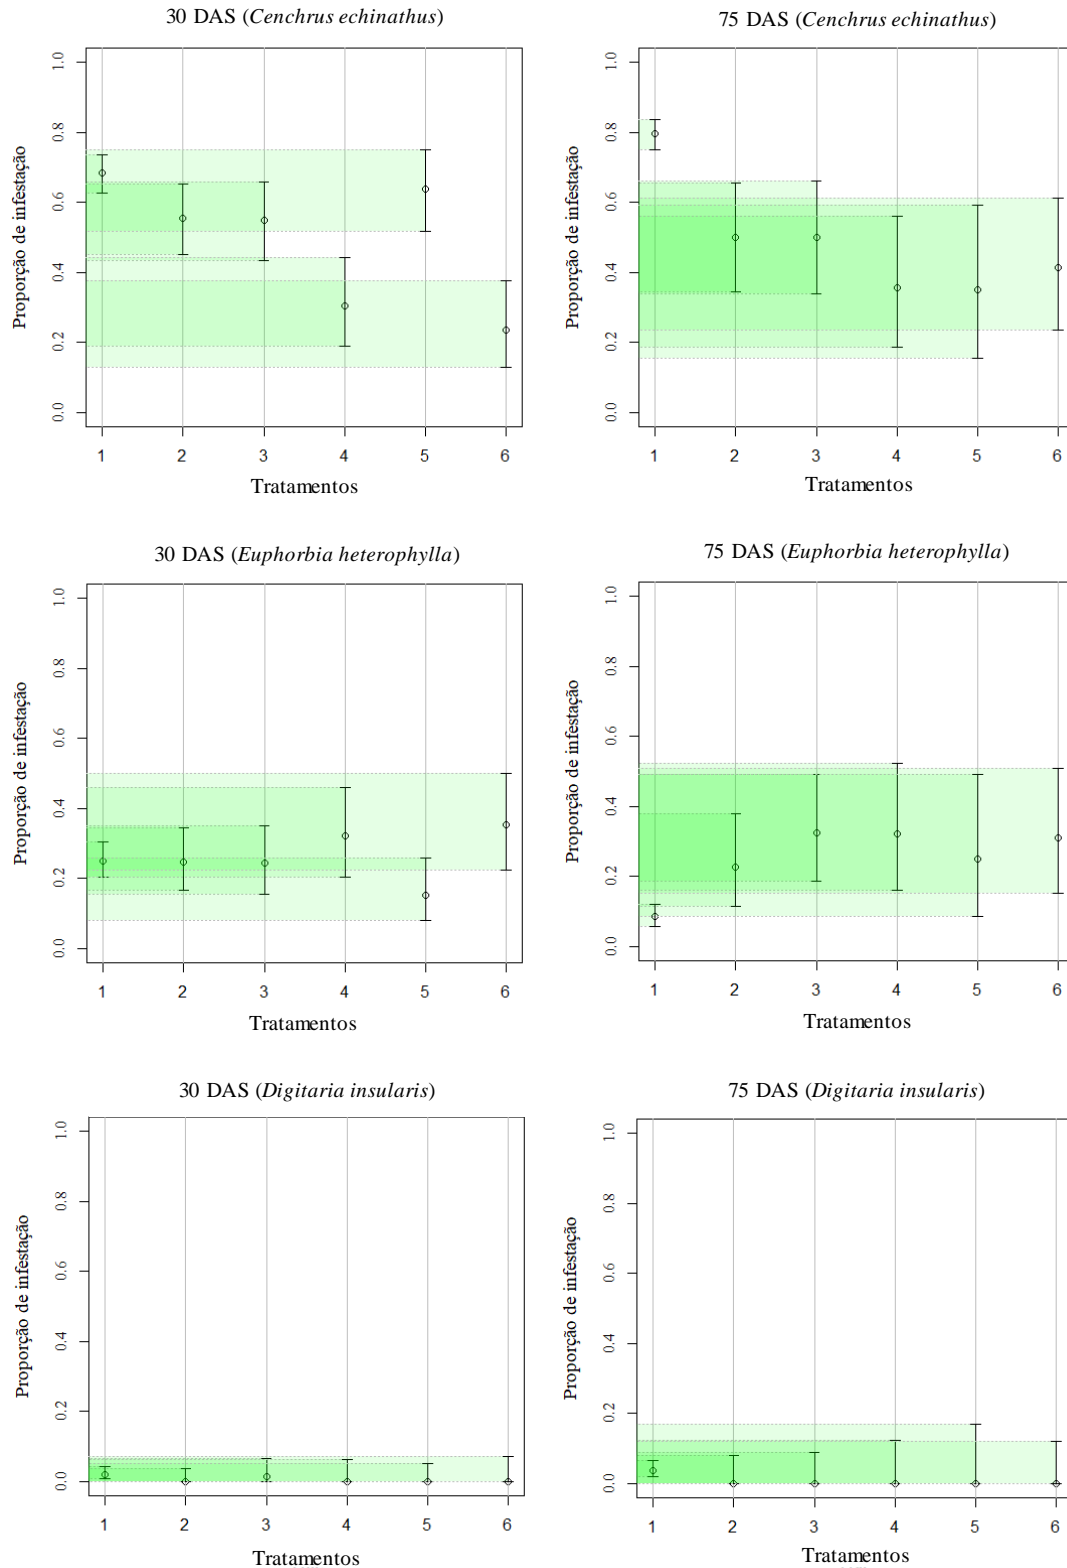 30 DAS (Cenchrus echinathus)
75 DAS (Cenchrus echinathus)
Proporção de infestação
0.0 0.2 0.4 0.6 0.8 1.0
1 2 3 4 5 6
Tratamentos
Proporção de infestação
0.0 0.2 0.4 0.6 0.8 1.0
1 2 3 4 5 6
Tratamentos
30 DAS (Euphorbia heterophylla)
75 DAS (Euphorbia heterophylla)
Proporção de infestação
0.0 0.2 0.4 0.6 0.8 1.0
1 2 3 4 5 6
Tratamentos
Proporção de infestação
0.0 0.2 0.4 0.6 0.8 1.0
1 2 3 4 5 6
Tratamentos
30 DAS (Digitaria insularis)
75 DAS (Digitaria insularis)
Proporção de infestação
0.0 0.2 0.4 0.6 0.8 1.0
1 2 3 4 5 6
Tratamentos
Proporção de infestação
0.0 0.2 0.4 0.6 0.8 1.0
1 2 3 4 5 6
Tratamentos